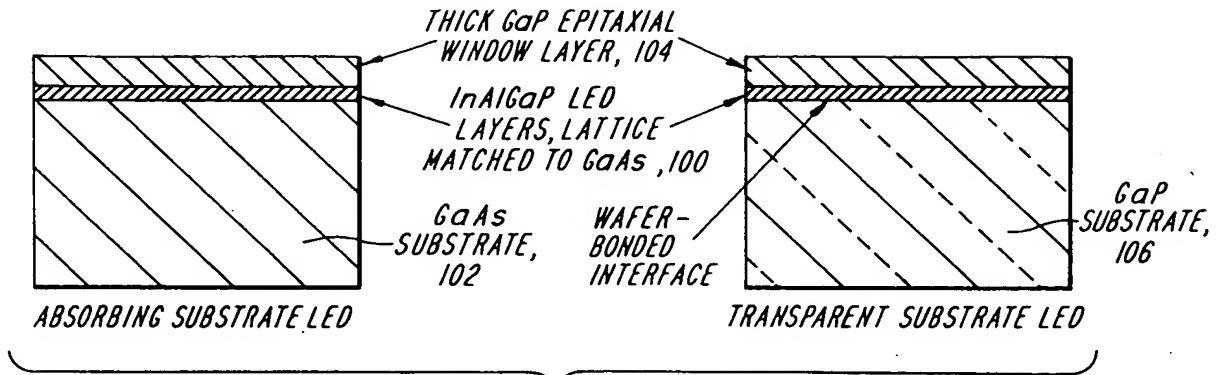 THICK GaP EPITAXIAL
WINDOW LAYER, 104
InAlGaP LED
LAYERS, LATTICE
MATCHED TO GaAs ,100
GaAs
SUBSTRATE,
102
WAFER-
BONDED
INTERFACE
GaP
SUBSTRATE,
106
ABSORBING SUBSTRATE LED
TRANSPARENT SUBSTRATE LED